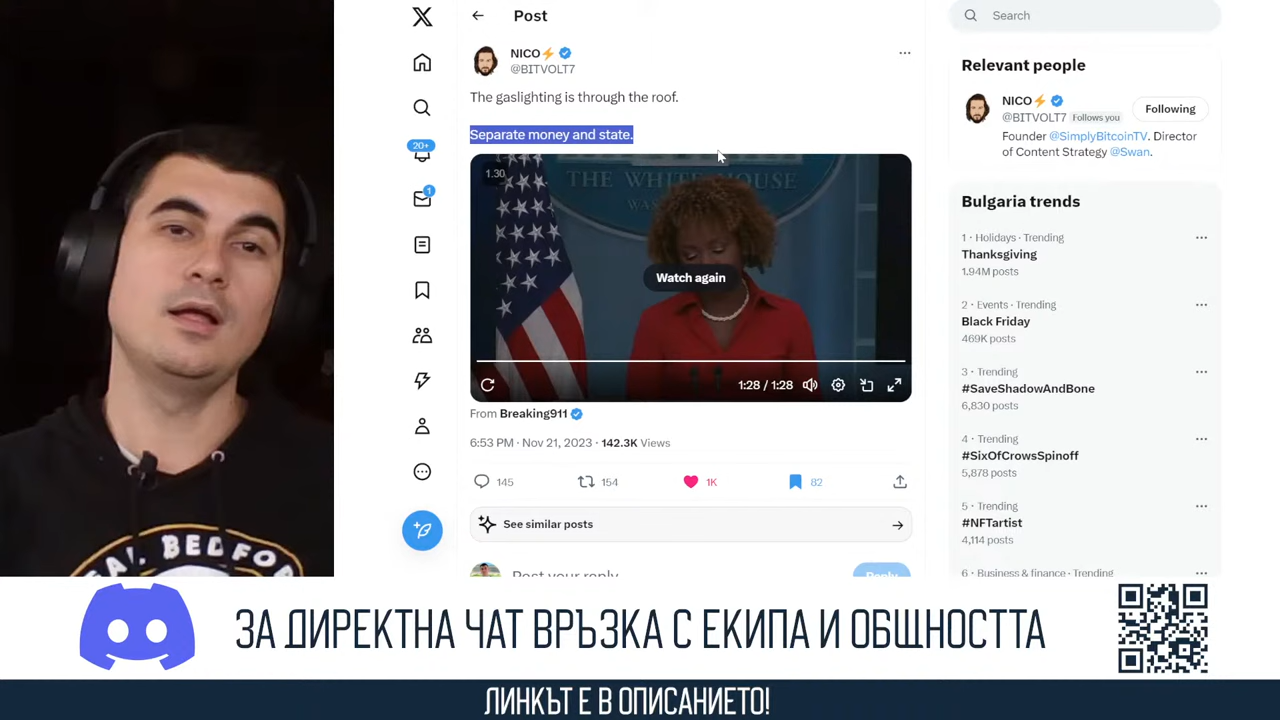 Post
Search
NICO⚡
@BITVOLT7
The gaslighting is through the roof.
Separate money and state.
1.30
THE WHITE HOUSE
Watch again
1:28 / 1:28
From Breaking911
6:53 PM · Nov 21, 2023 · 142.3K Views
145
154
1K
82
See similar posts
Post your reply
Reply
20+
1
Relevant people
NICO⚡
@BITVOLT7 Follows you
Following
Founder @SimplyBitcoinTV. Director
of Content Strategy @Swan.
Bulgaria trends
1 · Holidays · Trending
Thanksgiving
1.94M posts
2 · Events · Trending
Black Friday
469K posts
3 · Trending
#SaveShadowAndBone
6,830 posts
4 · Trending
#SixOfCrowsSpinoff
5,878 posts
5 · Trending
#NFTartist
4,114 posts
6 · Business & finance · Trending
BEDFO
ЗА ДИРЕКТНА ЧАТ ВРЪЗКА С ЕКИПА И ОБЩНОСТТА
ЛИНКЪТ Е В ОПИСАНИЕТО!